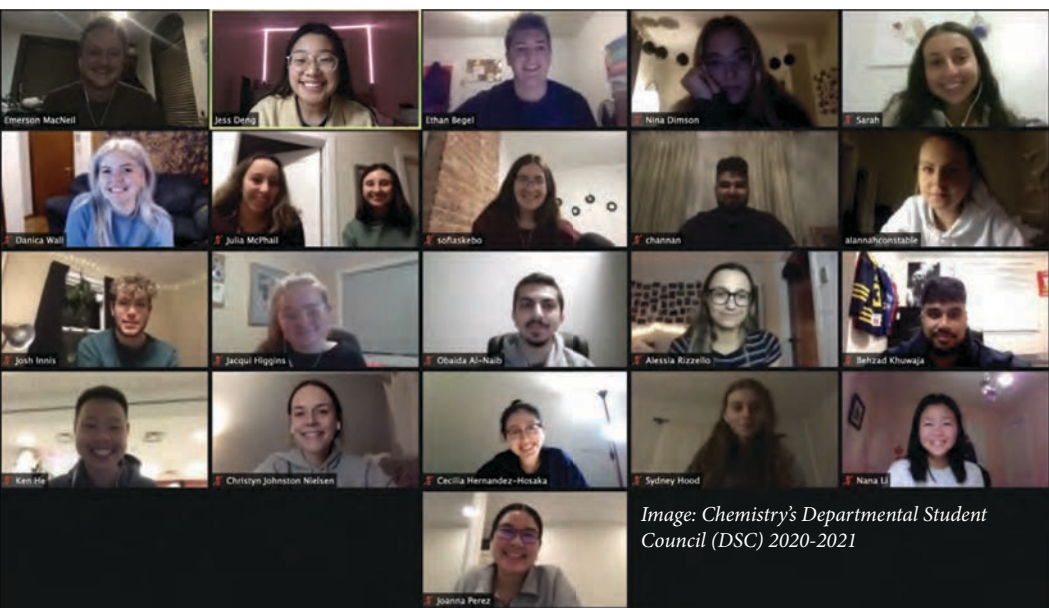 Emerson MacNeil
Jess Deng
Ethan Begel
Nina Dimson
Sarah
Danica Wall
Julia McPhail
sofiaskebo
channan
alannahconstable
Josh Innis
Jacqui Higgins
Obaida Al-Naib
Alessia Rizzello
Behzad Khuwaja
Ken He
Christyn Johnston Nielsen
Cecilia Hernandez-Hosaka
Sydney Hood
Nana Li
Image: Chemistry's Departmental Student
Council (DSC) 2020-2021
Joanna Perez